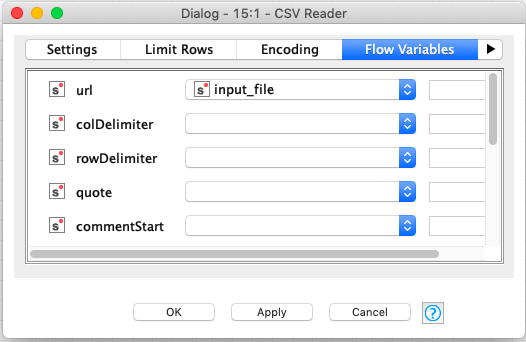 Dialog - 15:1 - CSV Reader
Settings Limit Rows Encoding Flow Variables
s url s input_file
s colDelimiter
s rowDelimiter
s quote
s commentStart
OK Apply Cancel ?